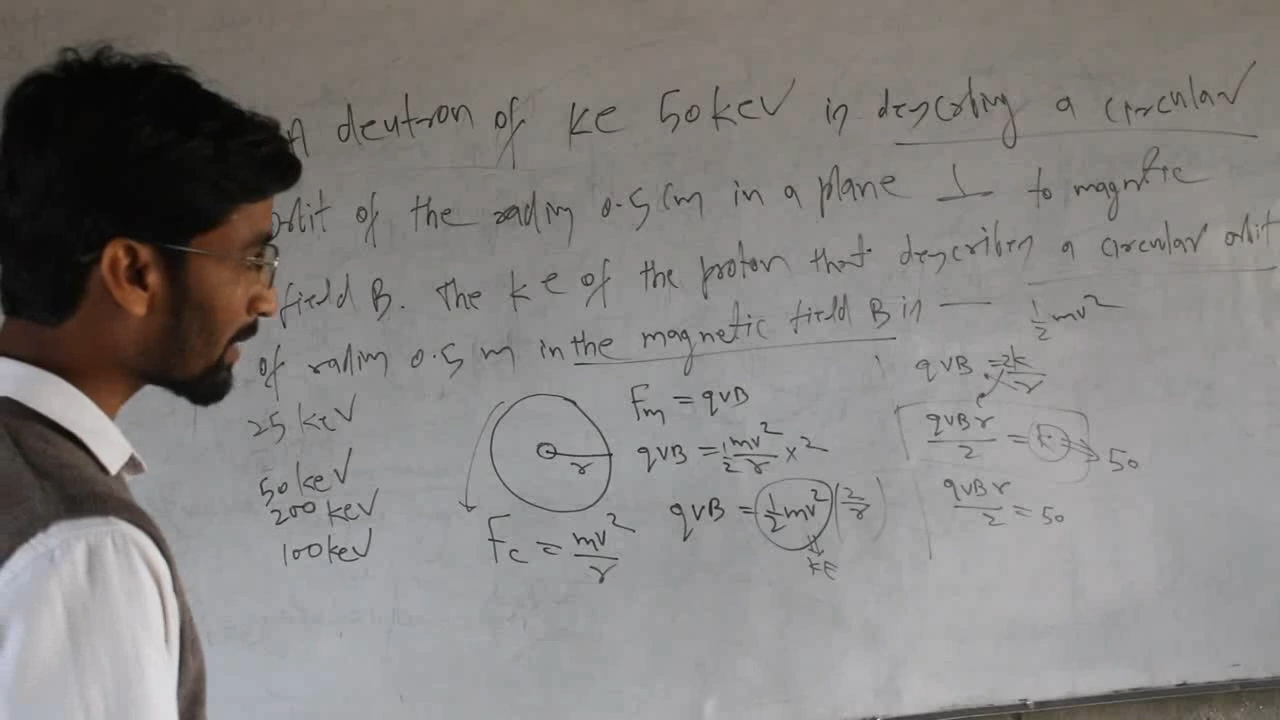 A deutron of KE 50keV is describing a circular
orbit of the radius 0.5 cm in a plane ⊥ to magnetic
field B. The KE of the proton that describes a circular orbit
of radius 0.5 m in the magnetic field B is —
25 keV
50 keV
200 keV
100 keV
r
Fc = mv²/r
Fm = qvB
qvB = 1/2 mv²/r × 2
qvB = (1/2 mv²) (2/r)
KE
1/2 mv²
qvB = 2k/r
qvBr/2 = k → 50
qvBr/2 = 50